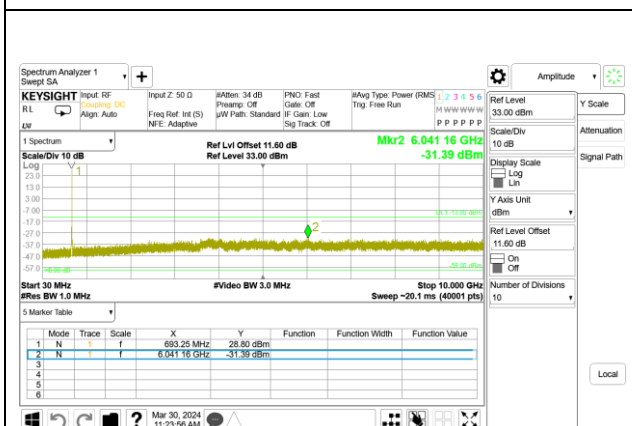 Spectrum Analyzer 1
Swept SA
+
Amplitude
KEYSIGHT
RL
Input: RF
Coupling: DC
Align: Auto
Input Z: 50 Ω
Freq Ref: Int (S)
NFE: Adaptive
#Atten: 34 dB
Preamp: Off
µW Path: Standard
PNO: Fast
Gate: Off
IF Gain: Low
Sig Track: Off
#Avg Type: Power (RMS
Trig: Free Run
1 2 3 4 5 6
M W W W W W
P P P P P P
1 Spectrum
Scale/Div 10 dB
Ref Lvl Offset 11.60 dB
Ref Level 33.00 dBm
Mkr2 6.041 16 GHz
-31.39 dBm
Log
23.0
13.0
3.00
-7.00
-17.0
-27.0
-37.0
-47.0
-57.0
1
2
Start 30 MHz
#Res BW 1.0 MHz
#Video BW 3.0 MHz
Stop 10.000 GHz
Sweep ~20.1 ms (40001 pts)
5 Marker Table
Mode Trace Scale X Y Function Function Width Function Value
1 N 1 f 693.25 MHz 28.80 dBm
2 N 1 f 6.041 16 GHz -31.39 dBm
3
4
5
6
Mar 30, 2024
11:23:56 AM
?
Ref Level
33.00 dBm
Scale/Div
10 dB
Display Scale
Log
Lin
Y Axis Unit
dBm
Ref Level Offset
11.60 dB
On
Off
Number of Divisions
10
Y Scale
Attenuation
Signal Path
Local